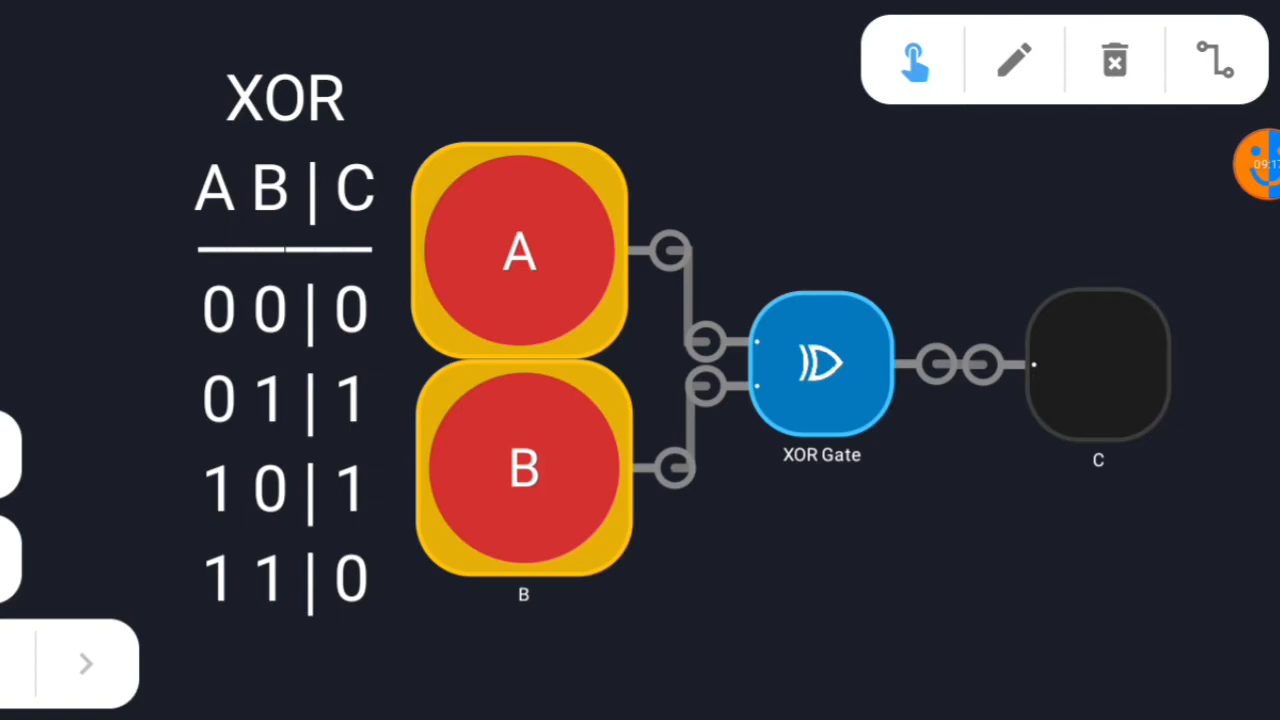 XOR
A B | C
0 0 | 0
0 1 | 1
1 0 | 1
1 1 | 0
A
B
B
XOR Gate
C